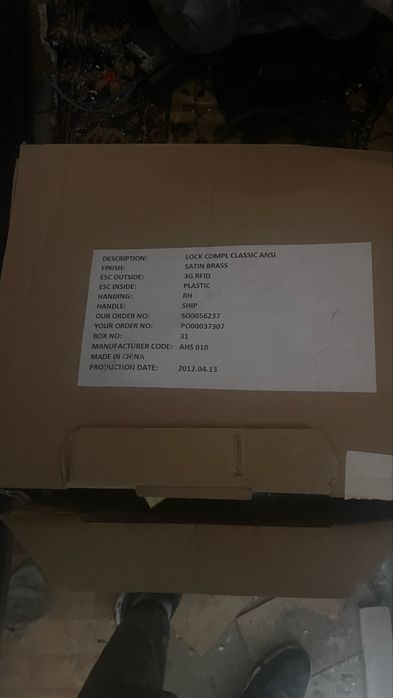 DESCRIPTION: LOCK COMPL CLASSIC ANSI
FINISH: SATIN BRASS
ESC OUTSIDE: 3G RFID
ESC INSIDE: PLASTIC
HANDING: RH
HANDLE: SHIP
OUR ORDER NO: SO0056237
YOUR ORDER NO: PO00037307
BOX NO: 31
MANUFACTURER CODE: AHS 010
MADE IN CHINA
PRODUCTION DATE: 2012.04.13